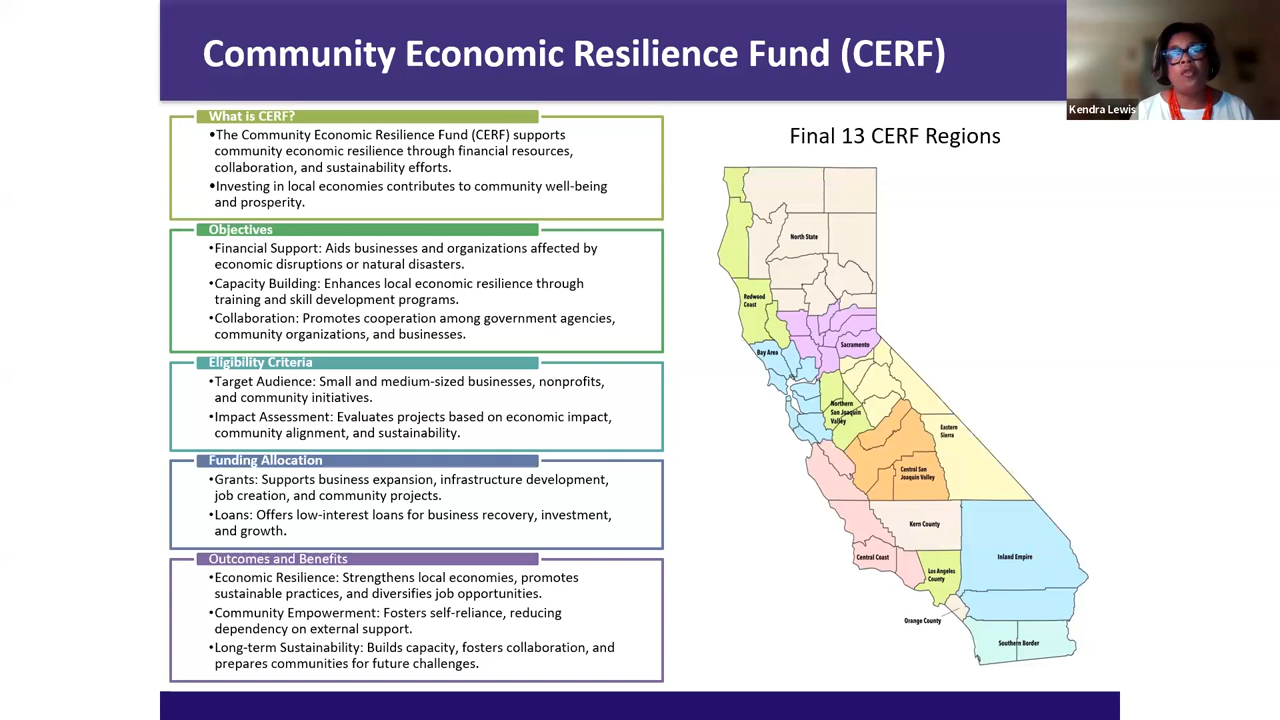 Community Economic Resilience Fund (CERF)
Kendra Lewis
What is CERF?
•The Community Economic Resilience Fund (CERF) supports
community economic resilience through financial resources,
collaboration, and sustainability efforts.
•Investing in local economies contributes to community well-being
and prosperity.
Objectives
•Financial Support: Aids businesses and organizations affected by
economic disruptions or natural disasters.
•Capacity Building: Enhances local economic resilience through
training and skill development programs.
•Collaboration: Promotes cooperation among government agencies,
community organizations, and businesses.
Eligibility Criteria
•Target Audience: Small and medium-sized businesses, nonprofits,
and community initiatives.
•Impact Assessment: Evaluates projects based on economic impact,
community alignment, and sustainability.
Funding Allocation
•Grants: Supports business expansion, infrastructure development,
job creation, and community projects.
•Loans: Offers low-interest loans for business recovery, investment,
and growth.
Outcomes and Benefits
•Economic Resilience: Strengthens local economies, promotes
sustainable practices, and diversifies job opportunities.
•Community Empowerment: Fosters self-reliance, reducing
dependency on external support.
•Long-term Sustainability: Builds capacity, fosters collaboration, and
prepares communities for future challenges.
Final 13 CERF Regions
North State
Redwood
Coast
Sacramento
Bay Area
Northern
San Joaquin
Valley
Eastern
Sierra
Central San
Joaquin Valley
Kern County
Central Coast
Inland Empire
Los Angeles
County
Orange County
Southern Border